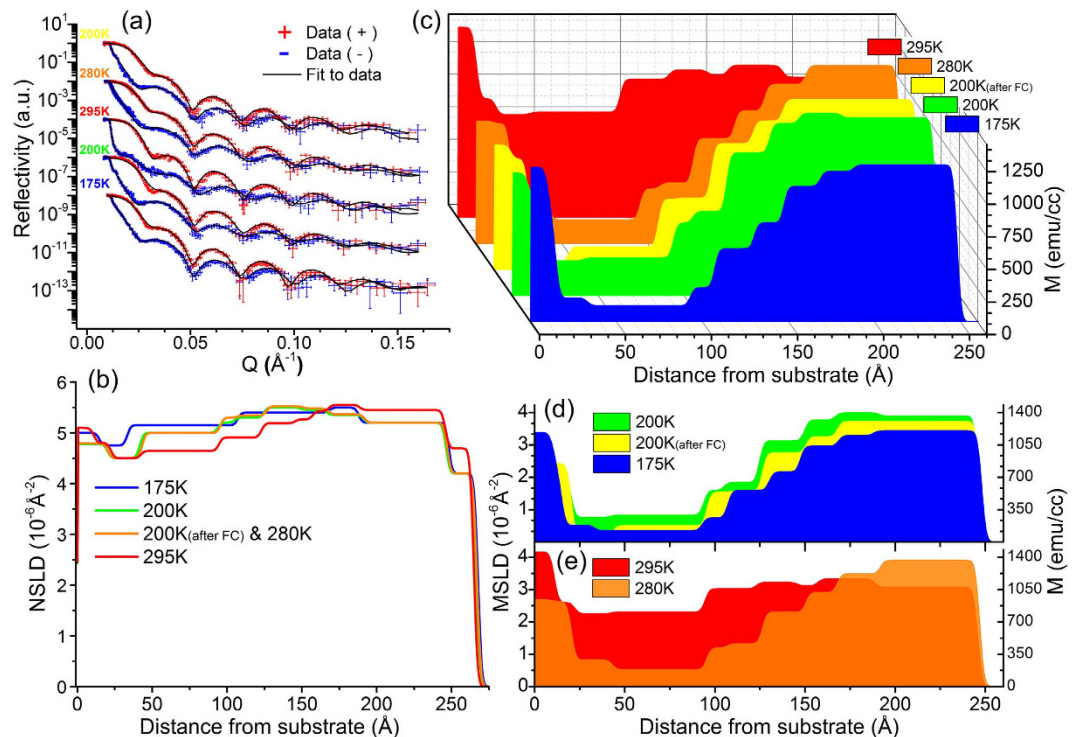 (a)
Data ( + )
Data ( - )
Fit to data
200K
280K
295K
200K
175K
10¹
10⁻¹
10⁻³
10⁻⁵
10⁻⁷
10⁻⁹
10⁻¹¹
10⁻¹³
Reflectivity (a.u.)
0.00
0.05
0.10
0.15
Q (Å⁻¹)
(c)
295K
280K
200K(after FC)
200K
175K
1250
1000
750
500
250
0
M (emu/cc)
0
50
100
150
200
250
Distance from substrate (Å)
(b)
6
5
4
3
2
1
0
NSLD (10⁻⁶Å⁻²)
175K
200K
200K(after FC) & 280K
295K
0
50
100
150
200
250
Distance from substrate (Å)
(d)
200K
200K(after FC)
175K
4
3
2
1
1400
1050
700
350
(e)
295K
280K
4
3
2
1
0
1400
1050
700
350
0
MSLD (10⁻⁶Å⁻²)
M (emu/cc)
0
50
100
150
200
250
Distance from substrate (Å)